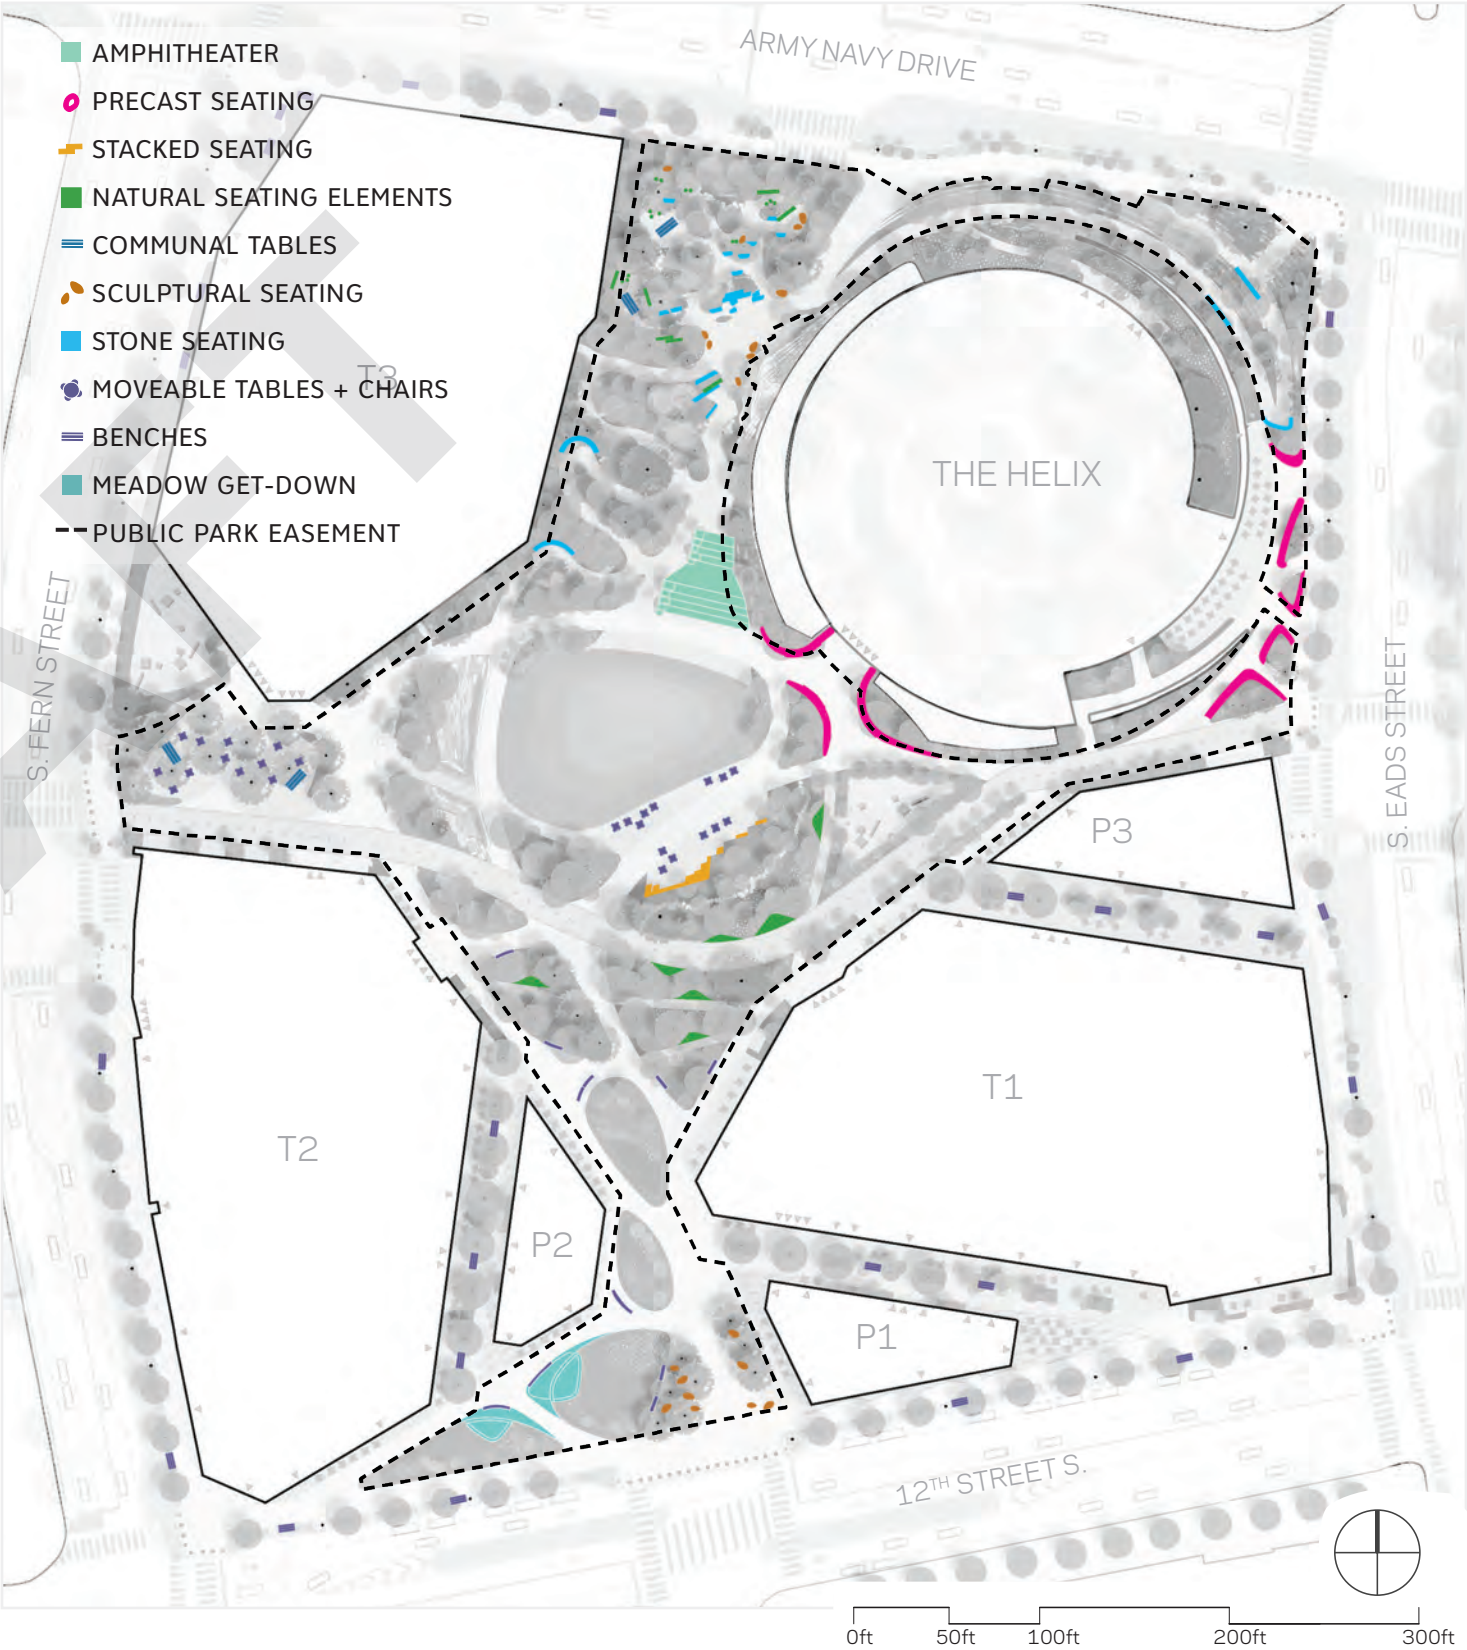 AMPHITHEATER
PRECAST SEATING
STACKED SEATING
NATURAL SEATING ELEMENTS
COMMUNAL TABLES
SCULPTURAL SEATING
STONE SEATING
MOVEABLE TABLES + CHAIRS
BENCHES
MEADOW GET-DOWN
PUBLIC PARK EASEMENT
ARMY NAVY DRIVE
T3
THE HELIX
S. FERN STREET
S. EADS STREET
P3
T1
T2
P2
P1
12TH STREET S.
0ft 50ft 100ft 200ft 300ft